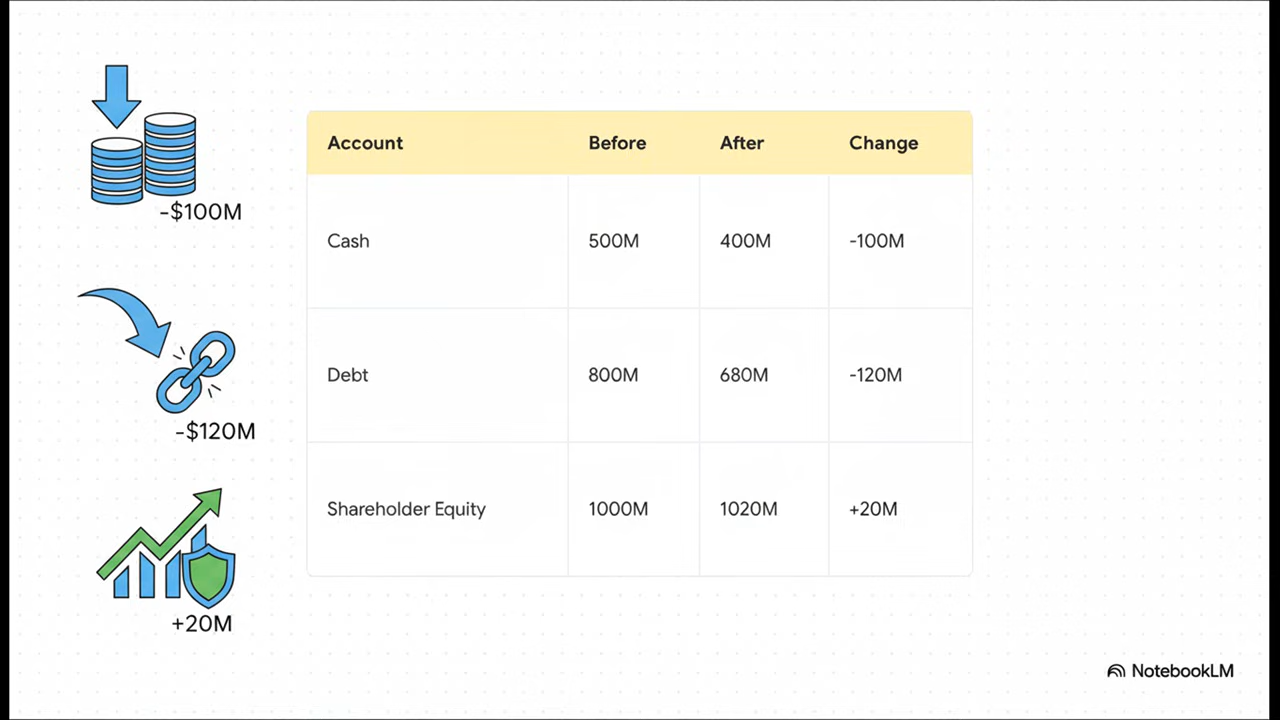 -$100M
-$120M
+20M
Account Before After Change
Cash 500M 400M -100M
Debt 800M 680M -120M
Shareholder Equity 1000M 1020M +20M
NotebookLM